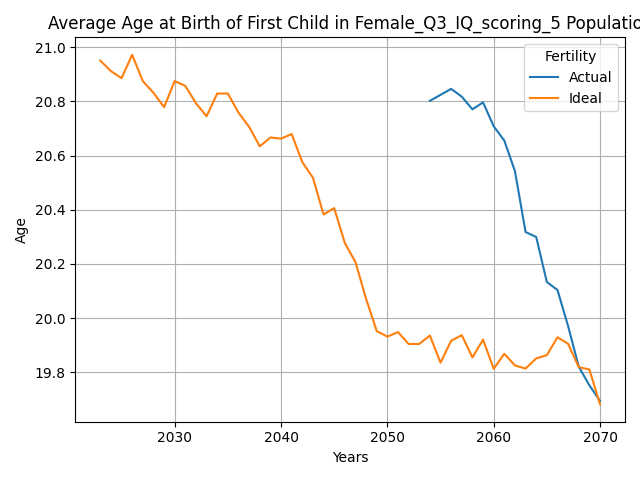 Average Age at Birth of First Child in Female_Q3_IQ_scoring_5 Populatio
Fertility
Actual
Ideal
21.0
20.8
20.6
20.4
20.2
20.0
19.8
Age
2030
2040
2050
2060
2070
Years